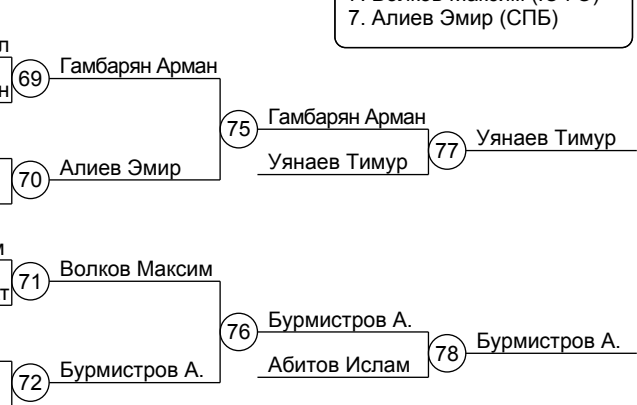 7. Алиев Эмир (СПБ)
69 Гамбарян Арман
75 Гамбарян Арман
77 Уянаев Тимур
Уянаев Тимур
70 Алиев Эмир
71 Волков Максим
76 Бурмистров А.
78 Бурмистров А.
Абитов Ислам
72 Бурмистров А.